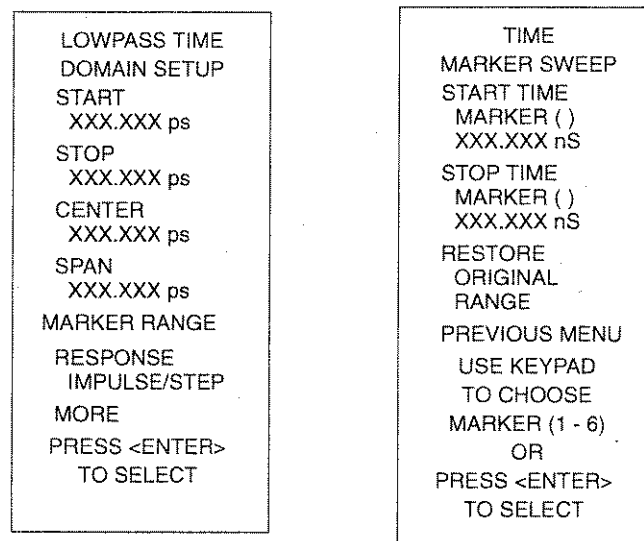 LOWPASS TIME
DOMAIN SETUP
START
XXX.XXX ps
STOP
XXX.XXX ps
CENTER
XXX.XXX ps
SPAN
XXX.XXX ps
MARKER RANGE
RESPONSE
IMPULSE/STEP
MORE
PRESS <ENTER>
TO SELECT
TIME
MARKER SWEEP
START TIME
MARKER ( )
XXX.XXX nS
STOP TIME
MARKER ( )
XXX.XXX nS
RESTORE
ORIGINAL
RANGE
PREVIOUS MENU
USE KEYPAD
TO CHOOSE
MARKER (1 - 6)
OR
PRESS <ENTER>
TO SELECT